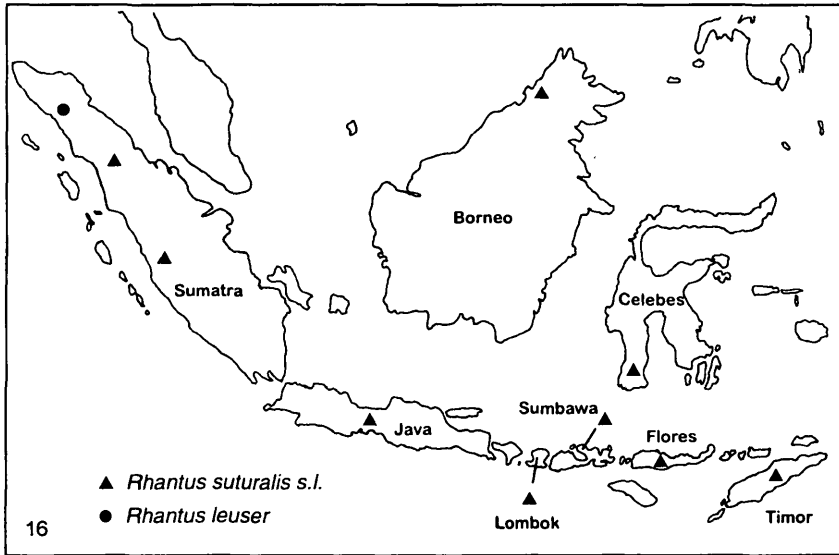 Borneo
Sumatra
Celebes
Sumbawa
Java
Flores
▲ Rhantus suturalis s.l.
● Rhantus leuser
Lombok
Timor
16